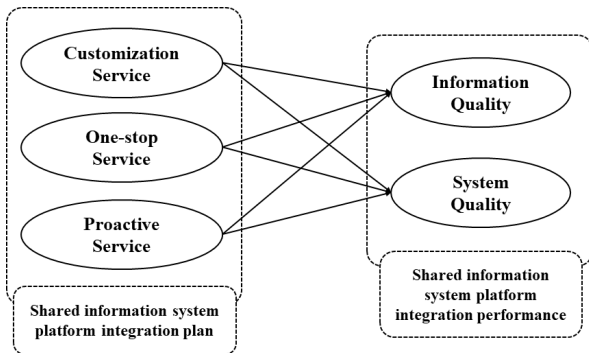 Customization
Service
One-stop
Service
Proactive
Service
Shared information system
platform integration plan
Information
Quality
System
Quality
Shared information
system platform
integration performance